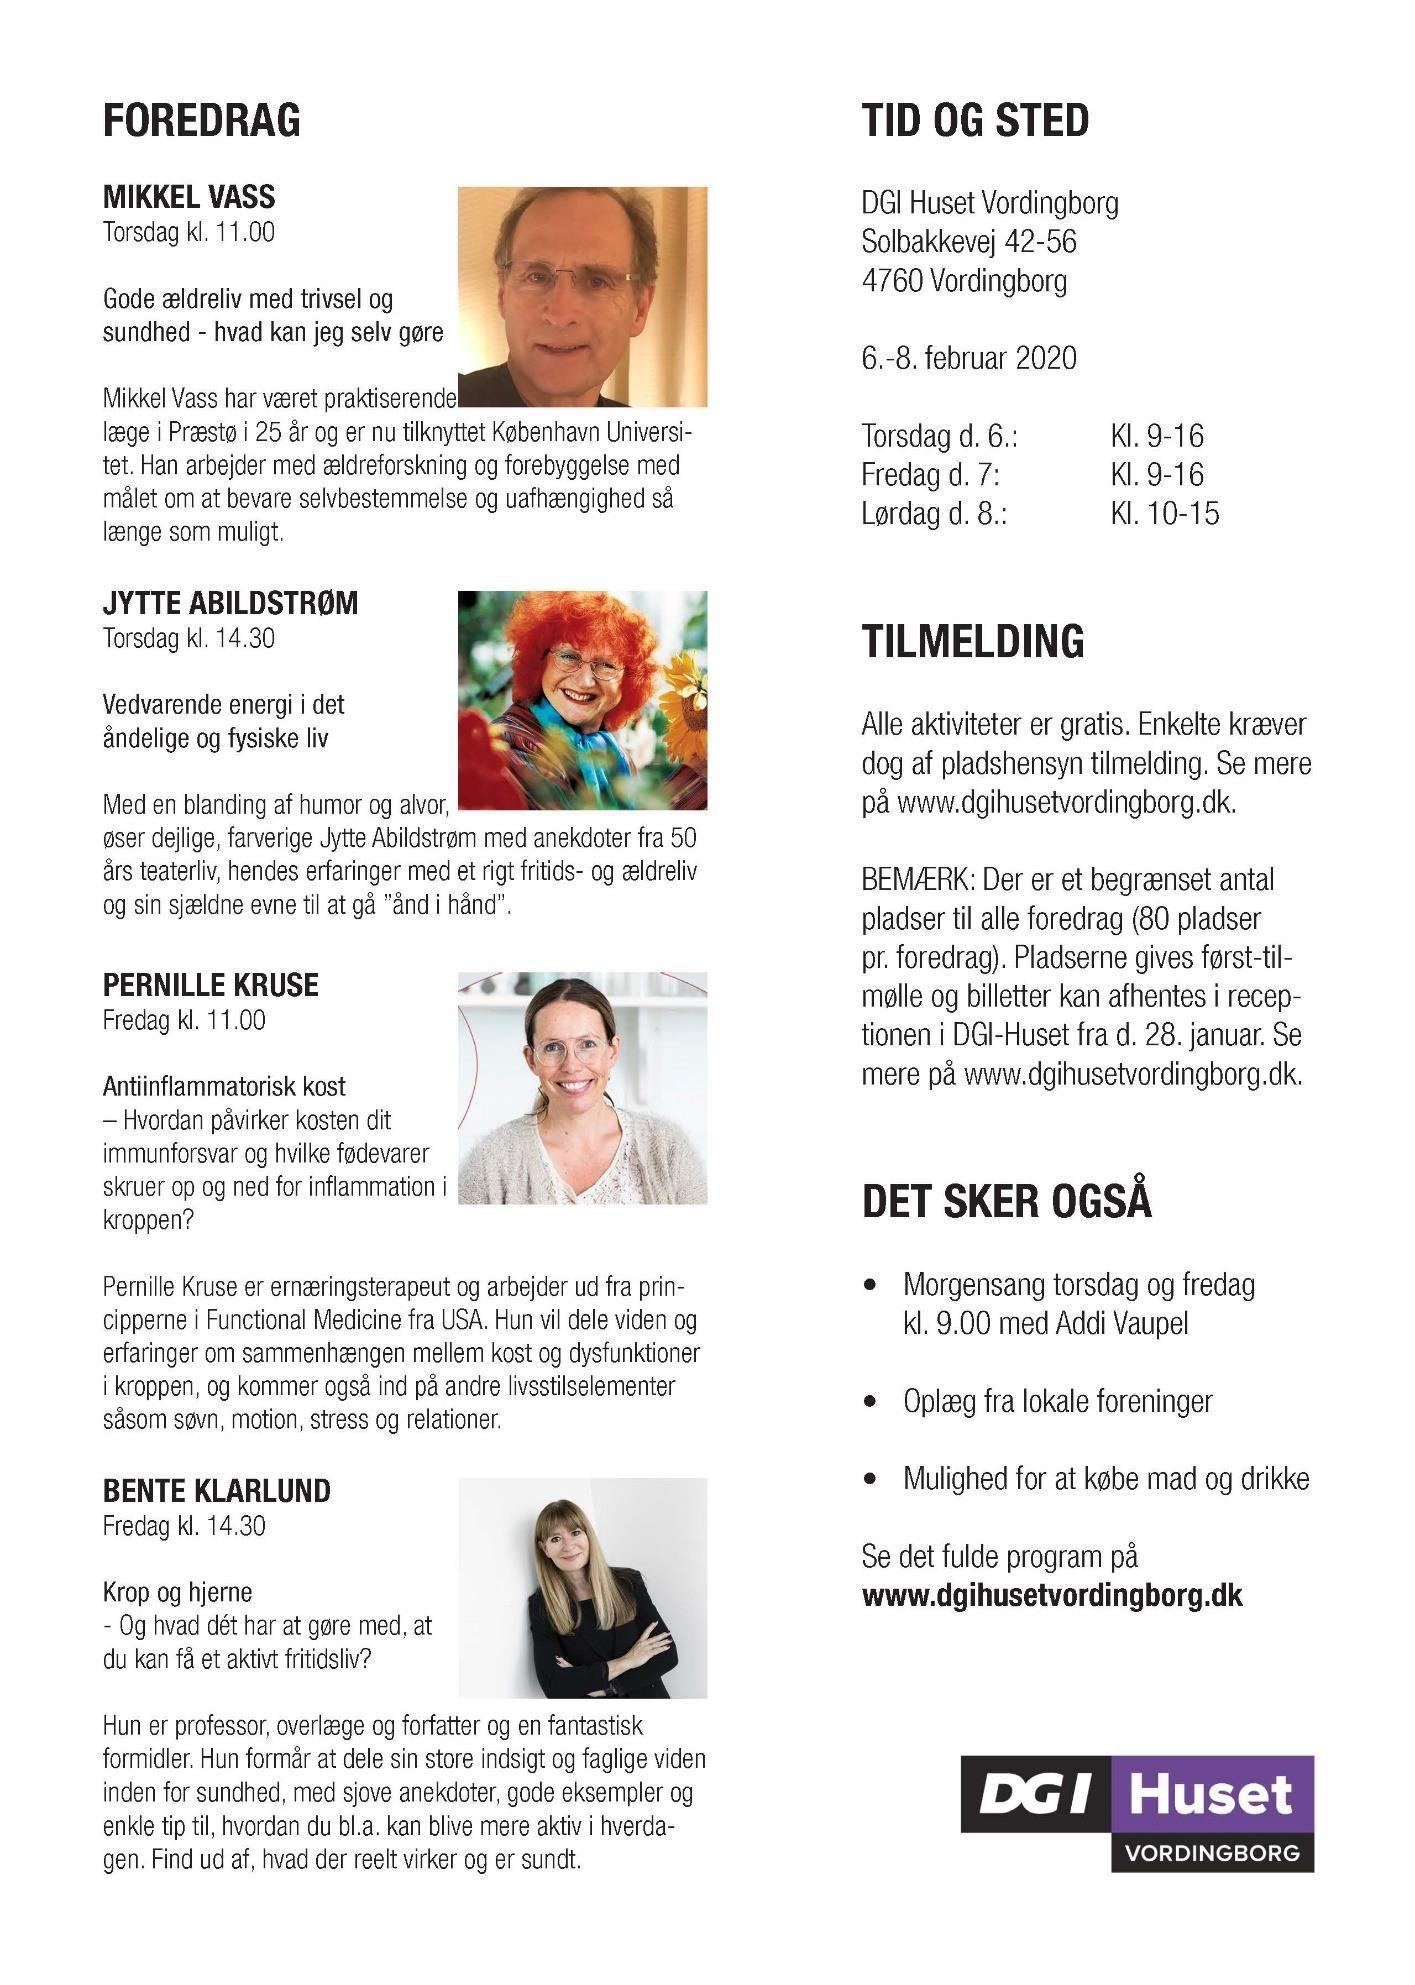 FOREDRAG
MIKKEL VASS
Torsdag kl. 11.00
Gode ældreliv med trivsel og
sundhed - hvad kan jeg selv gøre
Mikkel Vass har været praktiserende
læge i Præstø i 25 år og er nu tilknyttet København Universi-
tet. Han arbejder med ældreforskning og forebyggelse med
målet om at bevare selvbestemmelse og uafhængighed så
længe som muligt.
JYTTE ABILDSTRØM
Torsdag kl. 14.30
Vedvarende energi i det
åndelige og fysiske liv
Med en blanding af humor og alvor,
øser dejlige, farverige Jytte Abildstrøm med anekdoter fra 50
års teaterliv, hendes erfaringer med et rigt fritids- og ældreliv
og sin sjældne evne til at gå ”ånd i hånd”.
PERNILLE KRUSE
Fredag kl. 11.00
Antiinflammatorisk kost
– Hvordan påvirker kosten dit
immunforsvar og hvilke fødevarer
skruer op og ned for inflammation i
kroppen?
Pernille Kruse er ernæringsterapeut og arbejder ud fra prin-
cipperne i Functional Medicine fra USA. Hun vil dele viden og
erfaringer om sammenhængen mellem kost og dysfunktioner
i kroppen, og kommer også ind på andre livsstilselementer
såsom søvn, motion, stress og relationer.
BENTE KLARLUND
Fredag kl. 14.30
Krop og hjerne
- Og hvad dét har at gøre med, at
du kan få et aktivt fritidsliv?
Hun er professor, overlæge og forfatter og en fantastisk
formidler. Hun formår at dele sin store indsigt og faglige viden
inden for sundhed, med sjove anekdoter, gode eksempler og
enkle tip til, hvordan du bl.a. kan blive mere aktiv i hverda-
gen. Find ud af, hvad der reelt virker og er sundt.
TID OG STED
DGI Huset Vordingborg
Solbakkevej 42-56
4760 Vordingborg
6.-8. februar 2020
Torsdag d. 6.: Kl. 9-16
Fredag d. 7: Kl. 9-16
Lørdag d. 8.: Kl. 10-15
TILMELDING
Alle aktiviteter er gratis. Enkelte kræver
dog af pladshensyn tilmelding. Se mere
på www.dgihusetvordingborg.dk.
BEMÆRK: Der er et begrænset antal
pladser til alle foredrag (80 pladser
pr. foredrag). Pladserne gives først-til-
mølle og billetter kan afhentes i recep-
tionen i DGI-Huset fra d. 28. januar. Se
mere på www.dgihusetvordingborg.dk.
DET SKER OGSÅ
• Morgensang torsdag og fredag
kl. 9.00 med Addi Vaupel
• Oplæg fra lokale foreninger
• Mulighed for at købe mad og drikke
Se det fulde program på
www.dgihusetvordingborg.dk
DGI Huset
VORDINGBORG